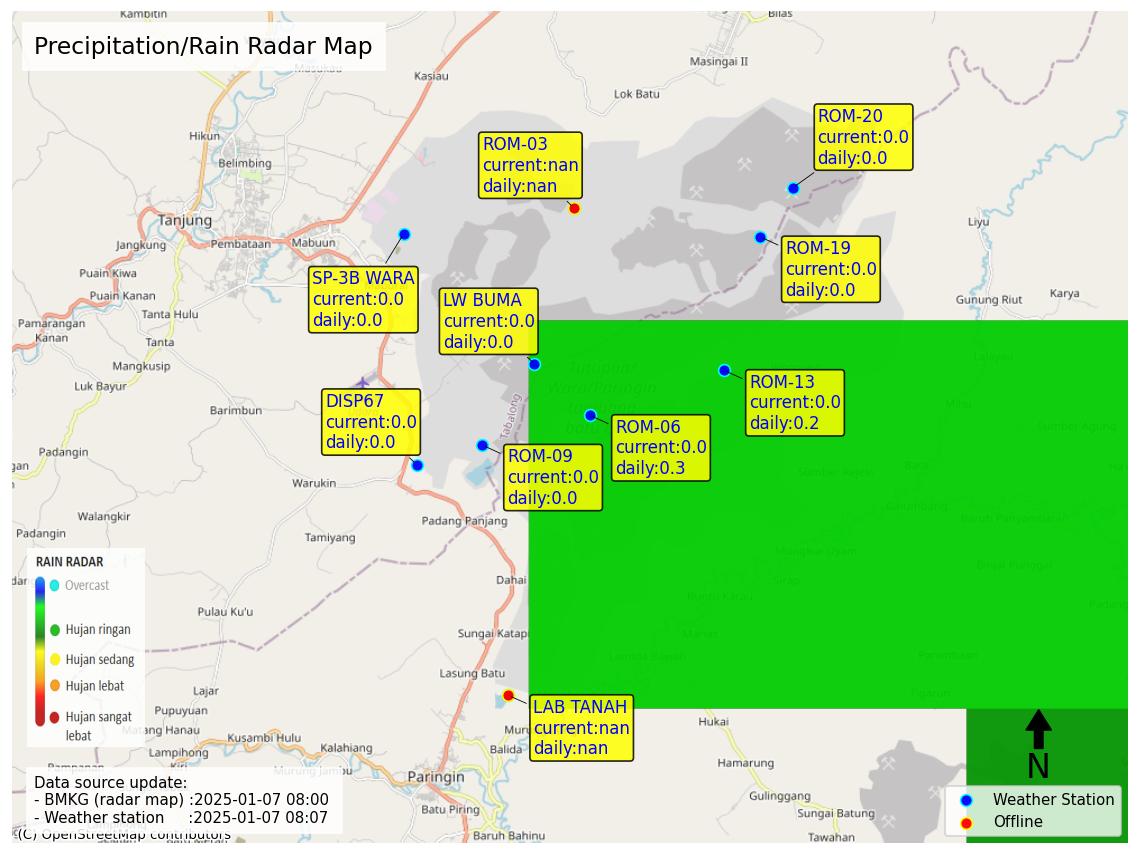 Precipitation/Rain Radar Map
Kambitin
Bilas
Masingai II
Kasiau
Lok Batu
Hikun
Belimbing
Tanjung
Jangkung
Pembataan
Mabuun
Puain Kiwa
Puain Kanan
Tanta Hulu
Pamarangan
Kanan
Tanta
Mangkusip
Luk Bayur
Barimbun
Liyu
Gunung Riut
Karya
ROM-03
current:nan
daily:nan
ROM-20
current:0.0
daily:0.0
ROM-19
current:0.0
daily:0.0
SP-3B WARA
current:0.0
daily:0.0
LW BUMA
current:0.0
daily:0.0
ROM-13
current:0.0
daily:0.2
DISP67
current:0.0
daily:0.0
ROM-06
current:0.0
daily:0.3
ROM-09
current:0.0
daily:0.0
Tabalong
Warukin
Walangkir
Padangin
Tamiyang
Padang Panjang
Dahai
Pulau Ku'u
Sungai Katapi
Lasung Batu
Lajar
Pupuyuan
Matang Hanau
Lampihong
Kusambi Hulu
Kalahiang
Murung Jambu
Paringin
Balida
Batu Piring
Baruh Bahinu
Hukai
Hamarung
Gulinggang
Sungai Batung
Tawahan
LAB TANAH
current:nan
daily:nan
RAIN RADAR
Overcast
Hujan ringan
Hujan sedang
Hujan lebat
Hujan sangat
lebat
N
Weather Station
Offline
Data source update:
- BMKG (radar map) :2025-01-07 08:00
- Weather station :2025-01-07 08:07
(C) OpenStreetMap contributors